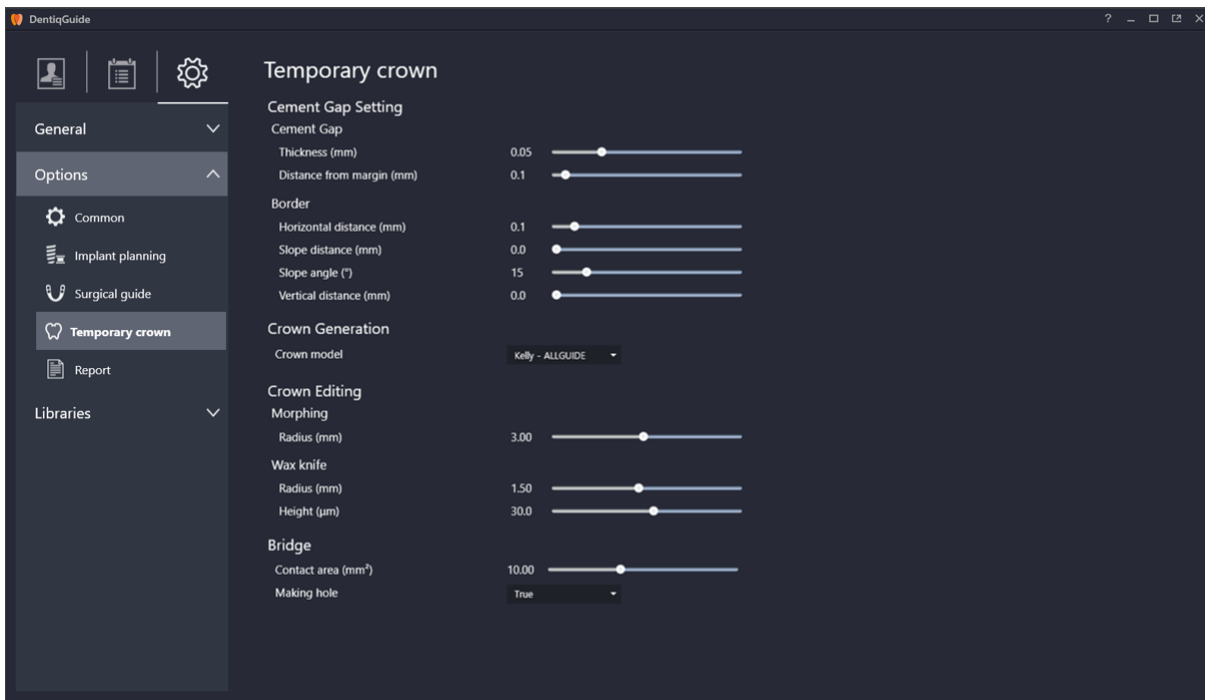 DentiqGuide
?
General
Options
Common
Implant planning
Surgical guide
Temporary crown
Report
Libraries
Temporary crown
Cement Gap Setting
Cement Gap
Thickness (mm) 0.05
Distance from margin (mm) 0.1
Border
Horizontal distance (mm) 0.1
Slope distance (mm) 0.0
Slope angle (°) 15
Vertical distance (mm) 0.0
Crown Generation
Crown model Kelly - ALLGUIDE
Crown Editing
Morphing
Radius (mm) 3.00
Wax knife
Radius (mm) 1.50
Height (μm) 30.0
Bridge
Contact area (mm²) 10.00
Making hole True